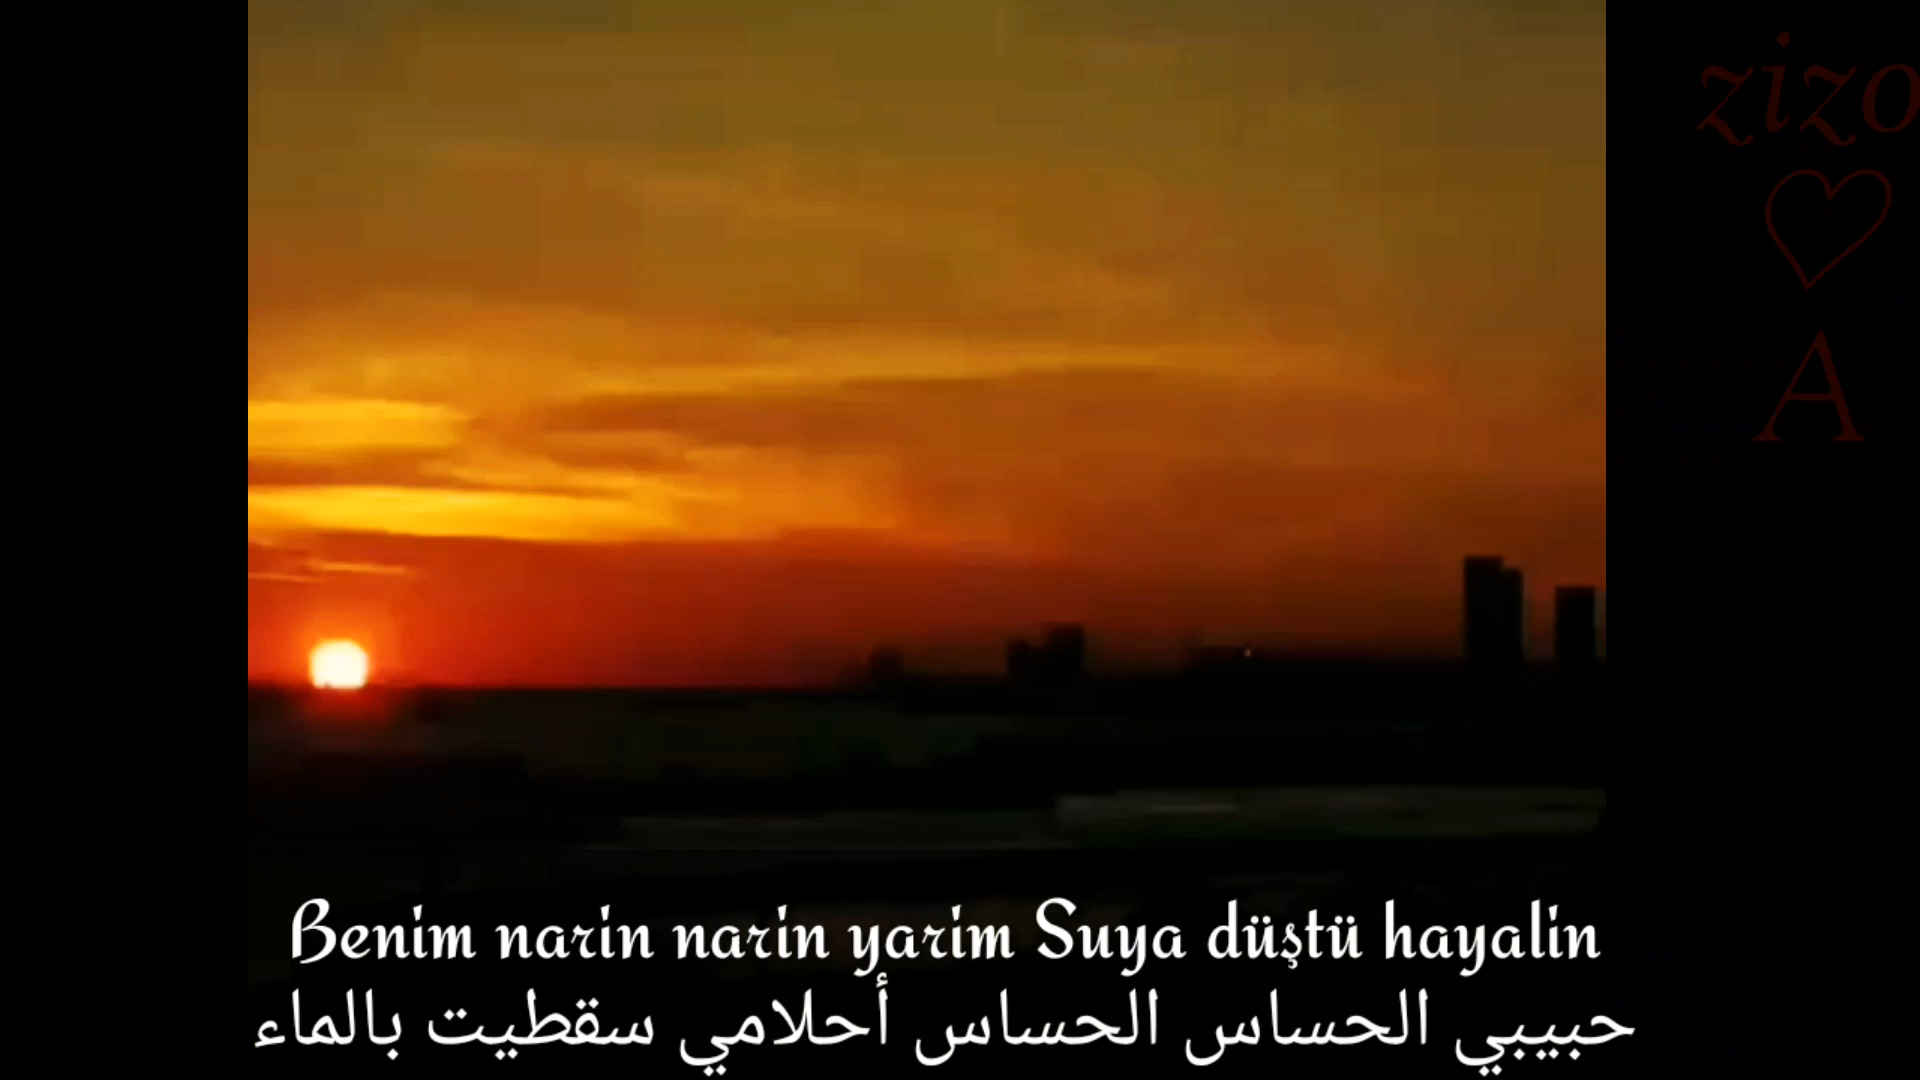 zizo
♡
A
Benim narin narin yarim Suya düştü hayalin
حبيبي الحساس الحساس أحلامي سقطيت بالماء